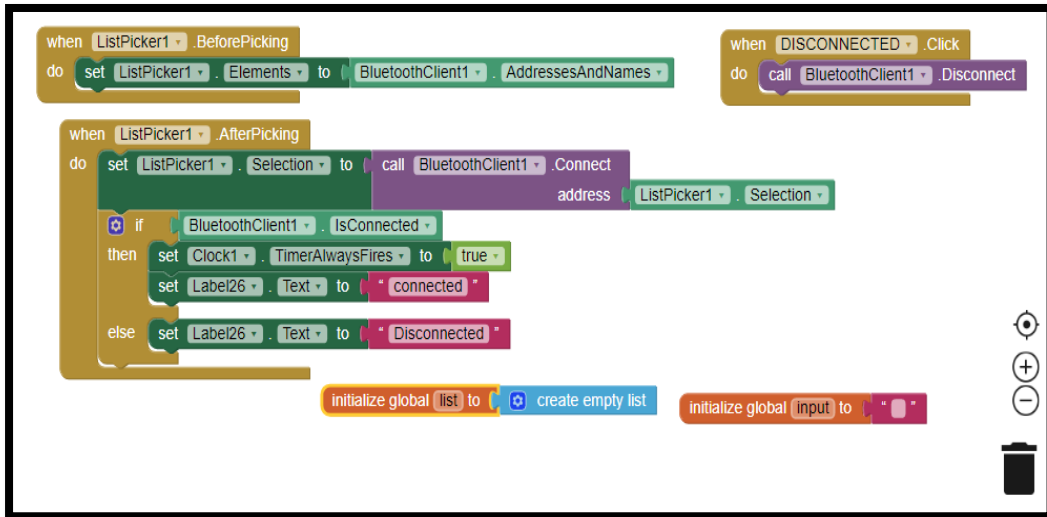 when ListPicker1 .BeforePicking
do set ListPicker1 . Elements to BluetoothClient1 . AddressesAndNames
when DISCONNECTED .Click
do call BluetoothClient1 .Disconnect
when ListPicker1 .AfterPicking
do set ListPicker1 . Selection to call BluetoothClient1 .Connect
address ListPicker1 . Selection
if BluetoothClient1 . IsConnected
then set Clock1 . TimerAlwaysFires to true
set Label26 . Text to " connected "
else set Label26 . Text to " Disconnected "
initialize global list to create empty list
initialize global input to " "